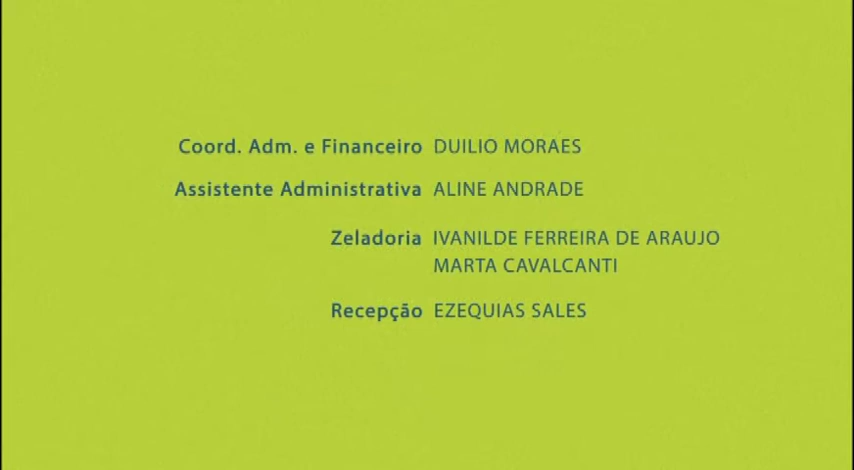 Coord. Adm. e Financeiro DUILIO MORAES
Assistente Administrativa ALINE ANDRADE
Zeladoria IVANILDE FERREIRA DE ARAUJO
MARTA CAVALCANTI
Recepção EZEQUIAS SALES